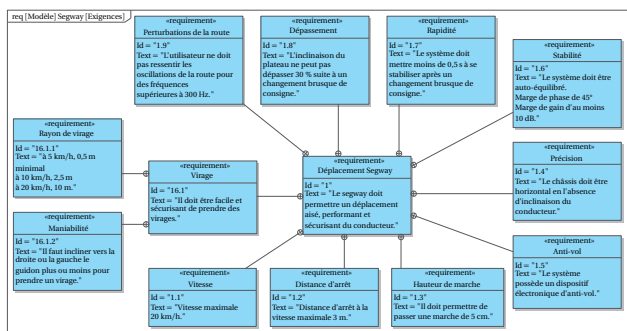 req [Modèle] Segway [Exigences]
«requirement»
Perturbations de la route
Id = "1.9"
Text = "L'utilisateur ne doit
pas ressentir les
oscillations de la route pour
des fréquences
supérieures à 300 Hz."
«requirement»
Dépassement
Id = "1.8"
Text = "L'inclinaison du
plateau ne peut pas
dépasser 30 % suite à un
changement brusque de
consigne."
«requirement»
Rapidité
Id = "1.7"
Text = "Le système doit
mettre moins de 0,5 s à se
stabiliser après un
changement brusque de
consigne."
«requirement»
Stabilité
Id = "1.6"
Text = "Le système doit être
auto-équilibré.
Marge de phase de 45°
Marge de gain d'au moins
10 dB."
«requirement»
Rayon de virage
Id = "16.1.1"
Text = "à 5 km/h, 0,5 m
minimal
à 10 km/h, 2,5 m
à 20 km/h, 10 m."
«requirement»
Virage
Id = "16.1"
Text = "Il doit être facile et
sécurisant de prendre des
virages."
«requirement»
Déplacement Segway
Id = "1"
Text = "Le segway doit
permettre un déplacement
aisé, performant et
sécurisant du conducteur."
«requirement»
Précision
Id = "1.4"
Text = "Le châssis doit être
horizontal en l'absence
d'inclinaison du
conducteur."
«requirement»
Maniabilité
Id = "16.1.2"
Text = "Il faut incliner vers la
droite ou la gauche le
guidon plus ou moins pour
prendre un virage."
«requirement»
Anti-vol
Id = "1.5"
Text = "Le système
possède un dispositif
électronique d'anti-vol."
«requirement»
Vitesse
Id = "1.1"
Text = "Vitesse maximale
20 km/h."
«requirement»
Distance d'arrêt
Id = "1.2"
Text = "Distance d'arrêt à la
vitesse maximale 3 m."
«requirement»
Hauteur de marche
Id = "1.3"
Text = "Il doit permettre de
passer une marche de 5 cm."